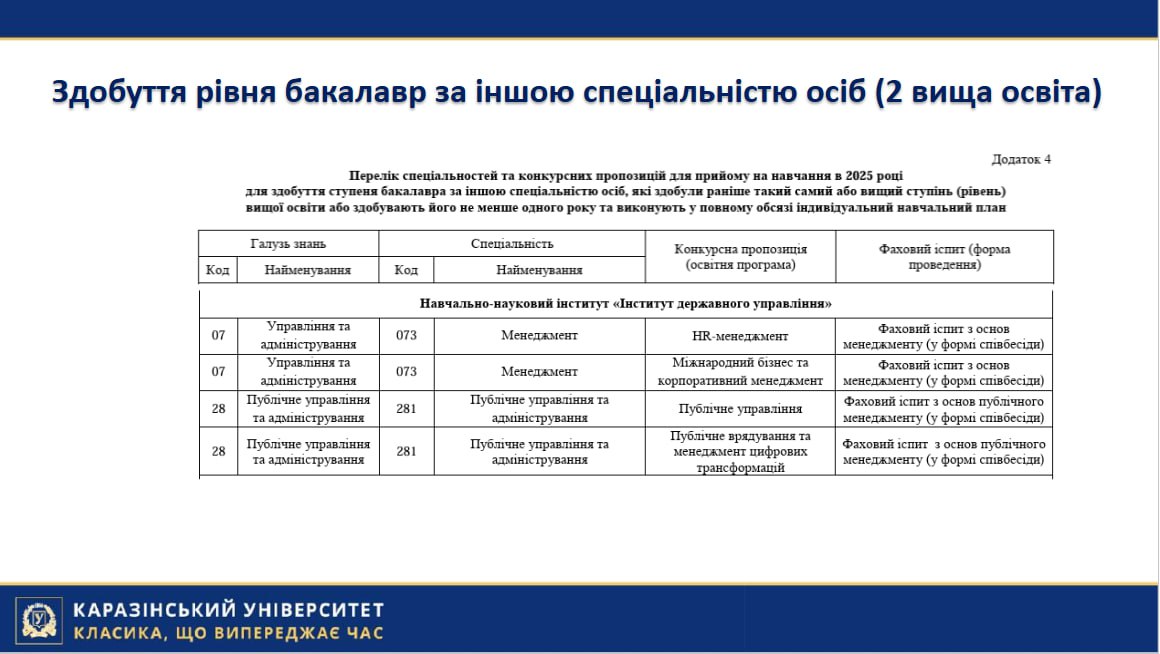 Здобуття рівня бакалавр за іншою спеціальністю осіб (2 вища освіта)
Додаток 4
Перелік спеціальностей та конкурсних пропозицій для прийому на навчання в 2025 році
для здобуття ступеня бакалавра за іншою спеціальністю осіб, які здобули раніше такий самий або вищий ступінь (рівень)
вищої освіти або здобувають його не менше одного року та виконують у повному обсязі індивідуальний навчальний план
Галузь знань
Спеціальність
Конкурсна пропозиція
(освітня програма)
Фаховий іспит (форма
проведення)
Код
Найменування
Код
Найменування
Навчально-науковий інститут «Інститут державного управління»
07
Управління та
адміністрування
073
Менеджмент
HR-менеджмент
Фаховий іспит з основ
менеджменту (у формі співбесіди)
07
Управління та
адміністрування
073
Менеджмент
Міжнародний бізнес та
корпоративний менеджмент
Фаховий іспит з основ
менеджменту (у формі співбесіди)
28
Публічне управління
та адміністрування
281
Публічне управління та
адміністрування
Публічне управління
Фаховий іспит з основ публічного
менеджменту (у формі співбесіди)
28
Публічне управління
та адміністрування
281
Публічне управління та
адміністрування
Публічне врядування та
менеджмент цифрових
трансформацій
Фаховий іспит з основ публічного
менеджменту (у формі співбесіди)
КАРАЗІНСЬКИЙ УНІВЕРСИТЕТ
КЛАСИКА, ЩО ВИПЕРЕДЖАЄ ЧАС